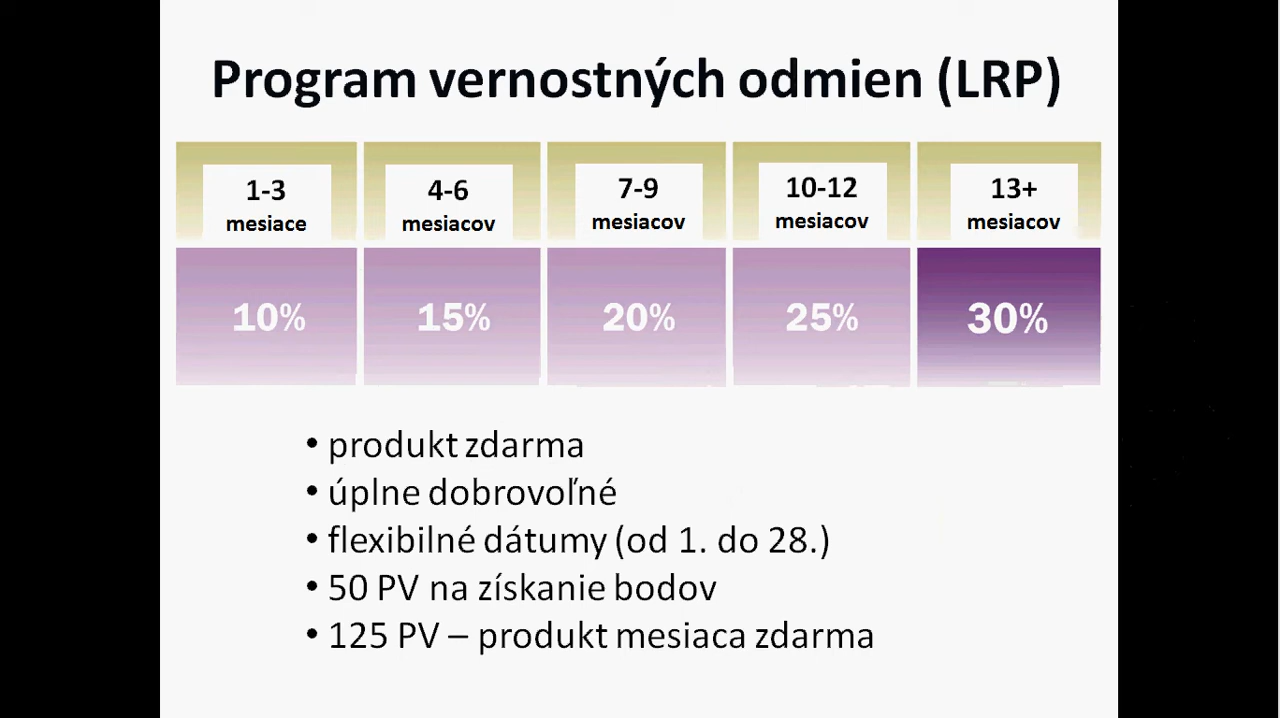 Program vernostných odmien (LRP)
1-3
mesiace
4-6
mesiacov
7-9
mesiacov
10-12
mesiacov
13+
mesiacov
10%
15%
20%
25%
30%
• produkt zdarma
• úplne dobrovoľné
• flexibilné dátumy (od 1. do 28.)
• 50 PV na získanie bodov
• 125 PV – produkt mesiaca zdarma